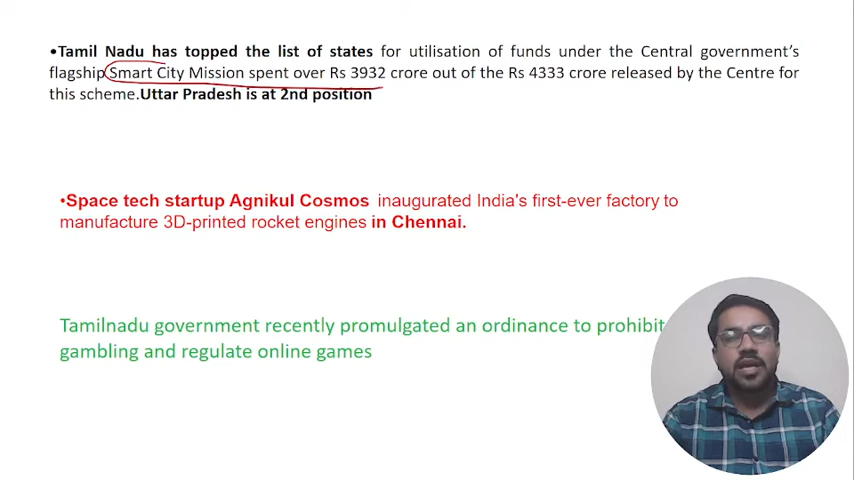 •Tamil Nadu has topped the list of states for utilisation of funds under the Central government’s
flagship Smart City Mission spent over Rs 3932 crore out of the Rs 4333 crore released by the Centre for
this scheme.Uttar Pradesh is at 2nd position
•Space tech startup Agnikul Cosmos inaugurated India's first-ever factory to
manufacture 3D-printed rocket engines in Chennai.
Tamilnadu government recently promulgated an ordinance to prohibit
gambling and regulate online games